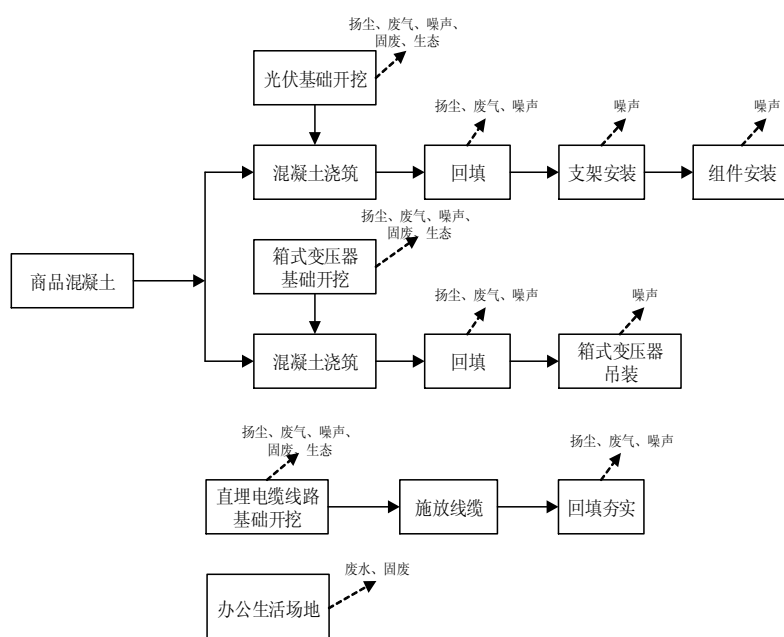 扬尘、废气、噪声、
固废、生态
光伏基础开挖
扬尘、废气、噪声
噪声
噪声
混凝土浇筑
回填
支架安装
组件安装
扬尘、废气、噪声、
固废、生态
箱式变压器
基础开挖
商品混凝土
扬尘、废气、噪声
噪声
混凝土浇筑
回填
箱式变压器
吊装
扬尘、废气、噪声、
固废、生态
扬尘、废气、噪声
直埋电缆线路
基础开挖
施放线缆
回填夯实
废水、固废
办公生活场地